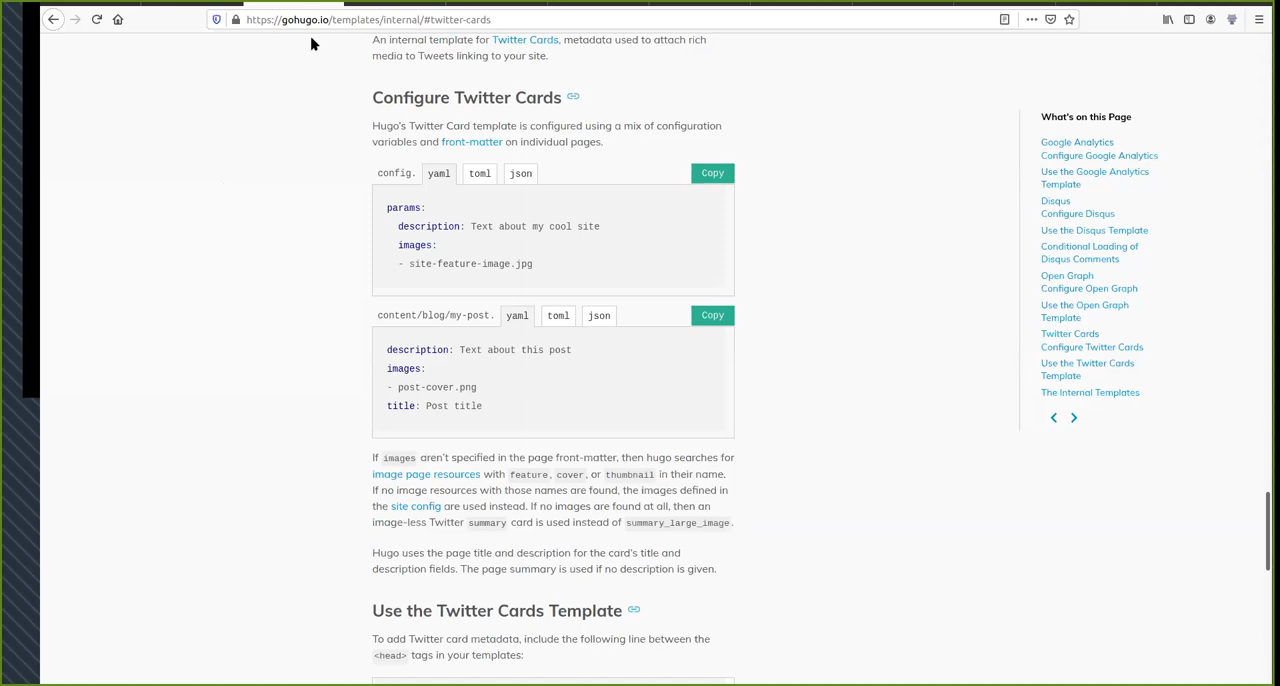 https://gohugo.io/templates/internal/#twitter-cards
An internal template for Twitter Cards, metadata used to attach rich
media to Tweets linking to your site.
Configure Twitter Cards
Hugo's Twitter Card template is configured using a mix of configuration
variables and front-matter on individual pages.
config. yaml toml json Copy
params:
description: Text about my cool site
images:
- site-feature-image.jpg
content/blog/my-post. yaml toml json Copy
description: Text about this post
images:
- post-cover.png
title: Post title
If images aren't specified in the page front-matter, then hugo searches for
image page resources with feature, cover, or thumbnail in their name.
If no image resources with those names are found, the images defined in
the site config are used instead. If no images are found at all, then an
image-less Twitter summary card is used instead of summary_large_image.
Hugo uses the page title and description for the card's title and
description fields. The page summary is used if no description is given.
Use the Twitter Cards Template
To add Twitter card metadata, include the following line between the
<head> tags in your templates:
What's on this Page
Google Analytics
Configure Google Analytics
Use the Google Analytics
Template
Disqus
Configure Disqus
Use the Disqus Template
Conditional Loading of
Disqus Comments
Open Graph
Configure Open Graph
Use the Open Graph
Template
Twitter Cards
Configure Twitter Cards
Use the Twitter Cards
Template
The Internal Templates